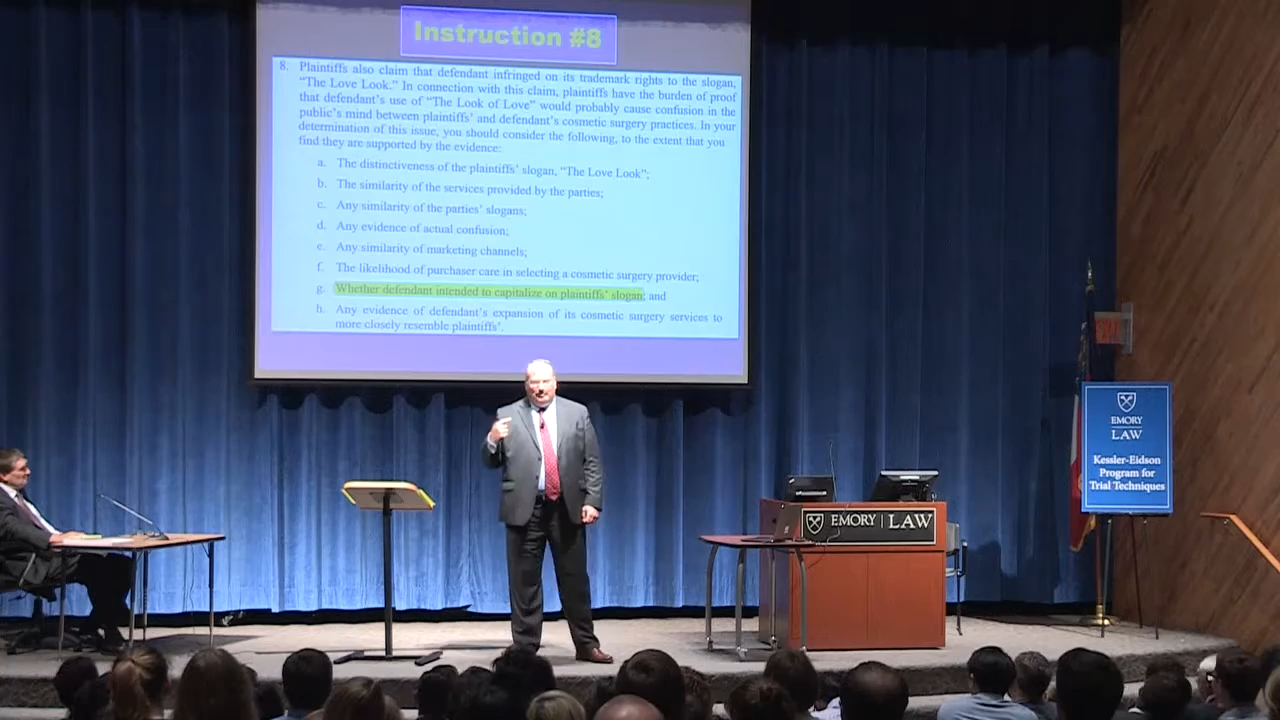 Instruction #8
8. Plaintiffs also claim that defendant infringed on its trademark rights to the slogan,
"The Love Look." In connection with this claim, plaintiffs have the burden of proof
that defendant's use of "The Look of Love" would probably cause confusion in the
public's mind between plaintiffs' and defendant's cosmetic surgery practices. In your
determination of this issue, you should consider the following, to the extent that you
find they are supported by the evidence:
a. The distinctiveness of the plaintiffs' slogan, "The Love Look";
b. The similarity of the services provided by the parties;
c. Any similarity of the parties' slogans;
d. Any evidence of actual confusion;
e. Any similarity of marketing channels;
f. The likelihood of purchaser care in selecting a cosmetic surgery provider;
g. Whether defendant intended to capitalize on plaintiffs' slogan; and
h. Any evidence of defendant's expansion of its cosmetic surgery services to
more closely resemble plaintiffs'.
EMORY
LAW
Kessler-Eidson
Program for
Trial Techniques
EMORY | LAW